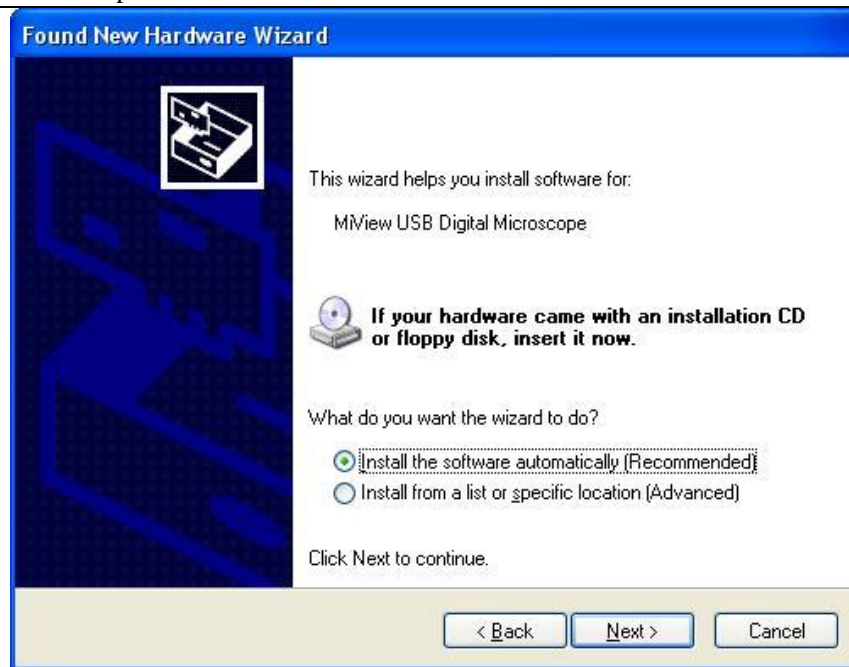 Found New Hardware Wizard
This wizard helps you install software for:
MiView USB Digital Microscope
If your hardware came with an installation CD
or floppy disk, insert it now.
What do you want the wizard to do?
Install the software automatically (Recommended)
Install from a list or specific location (Advanced)
Click Next to continue.
< Back
Next >
Cancel